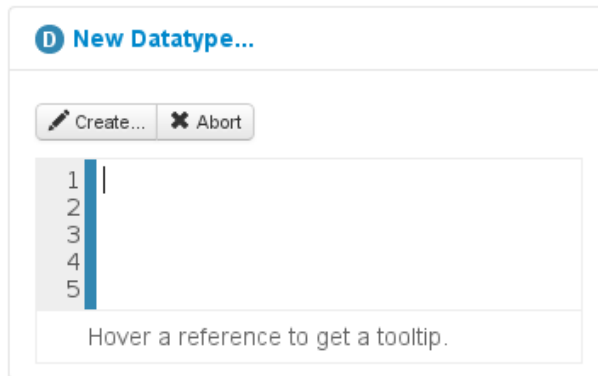 D New Datatype...
Create... Abort
1
2
3
4
5
Hover a reference to get a tooltip.